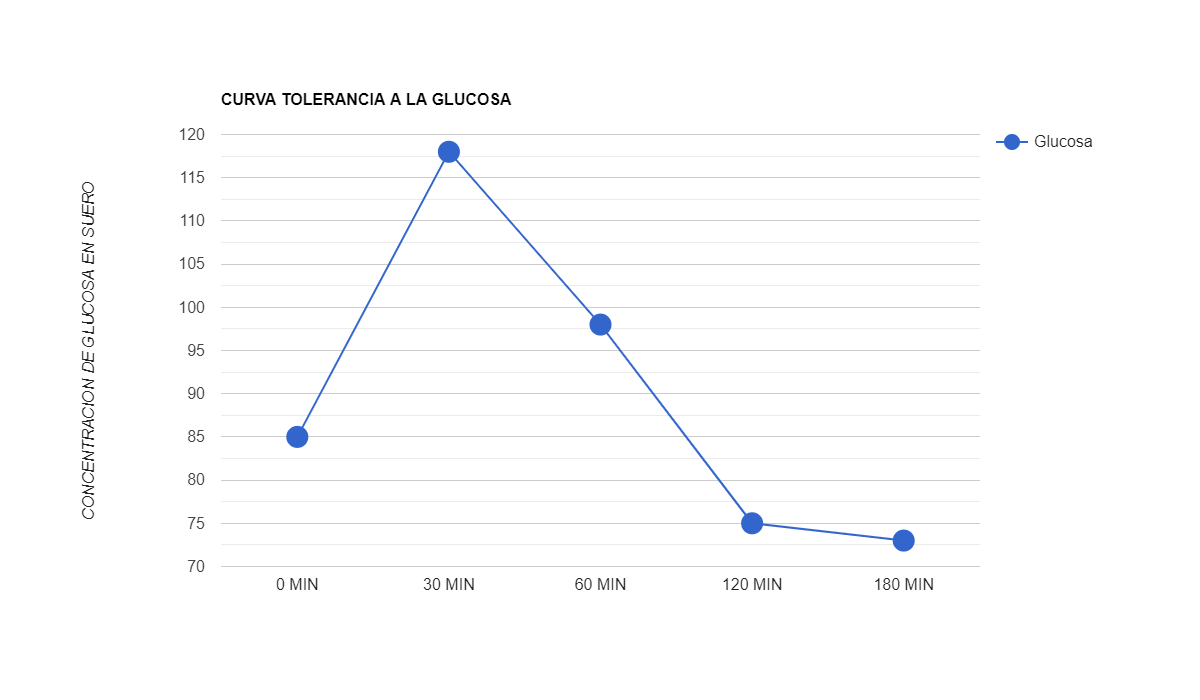 CURVA TOLERANCIA A LA GLUCOSA
Glucosa
CONCENTRACION DE GLUCOSA EN SUERO
120
115
110
105
100
95
90
85
80
75
70
0 MIN
30 MIN
60 MIN
120 MIN
180 MIN